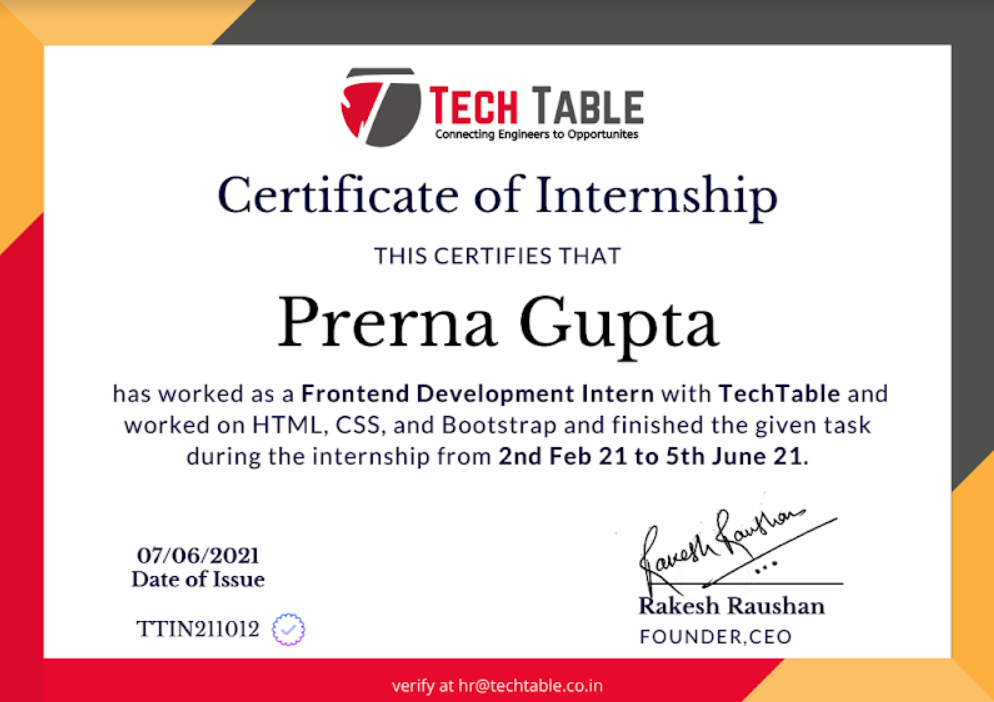 TECH TABLE
Connecting Engineers to Opportunites
Certificate of Internship
THIS CERTIFIES THAT
Prerna Gupta
has worked as a Frontend Development Intern with TechTable and
worked on HTML, CSS, and Bootstrap and finished the given task
during the internship from 2nd Feb 21 to 5th June 21.
07/06/2021
Date of Issue
TTIN211012
Rakesh Raushan
Rakesh Raushan
FOUNDER,CEO
verify at hr@techtable.co.in